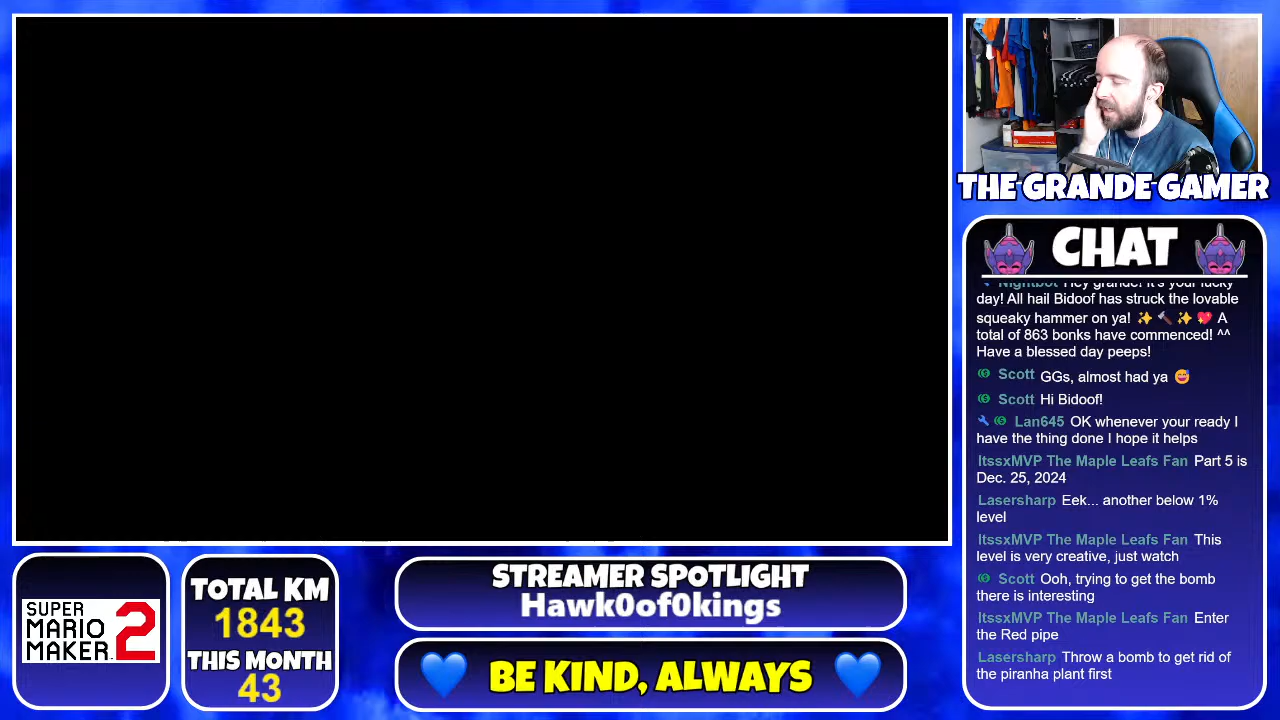 THE GRANDE GAMER
CHAT
Nightbot Hey grande! It's your lucky
day! All hail Bidoof has struck the lovable
squeaky hammer on ya! ✨ 🔨 ✨ 💖 A
total of 863 bonks have commenced! ^^
Have a blessed day peeps!
Scott GGs, almost had ya 😅
Scott Hi Bidoof!
Lan645 OK whenever your ready I
have the thing done I hope it helps
ItssxMVP The Maple Leafs Fan Part 5 is
Dec. 25, 2024
Lasersharp Eek... another below 1%
level
ItssxMVP The Maple Leafs Fan This
level is very creative, just watch
Scott Ooh, trying to get the bomb
there is interesting
ItssxMVP The Maple Leafs Fan Enter
the Red pipe
Lasersharp Throw a bomb to get rid of
the piranha plant first
SUPER
MARIO
MAKER 2
TOTAL KM
1843
THIS MONTH
43
STREAMER SPOTLIGHT
Hawk0of0kings
BE KIND, ALWAYS